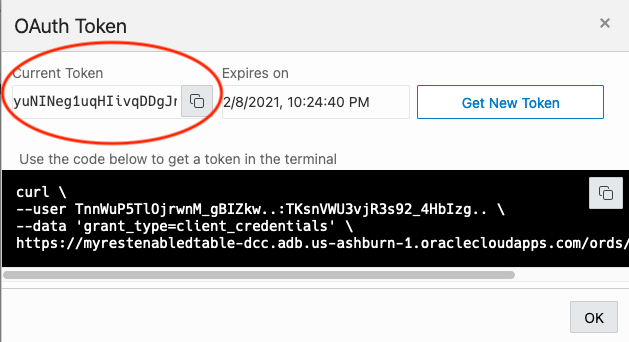 OAuth Token
Current Token
Expires on
yuNINeg1uqHIivqDDgJr
2/8/2021, 10:24:40 PM
Get New Token
Use the code below to get a token in the terminal
curl \
--user TnnWuP5TlOjrwnM_gBIZkw..:TKsnVWU3vjR3s92_4HbIzg.. \
--data 'grant_type=client_credentials' \
https://myrestenabledtable-dcc.adb.us-ashburn-1.oraclecloudapps.com/ords/
OK